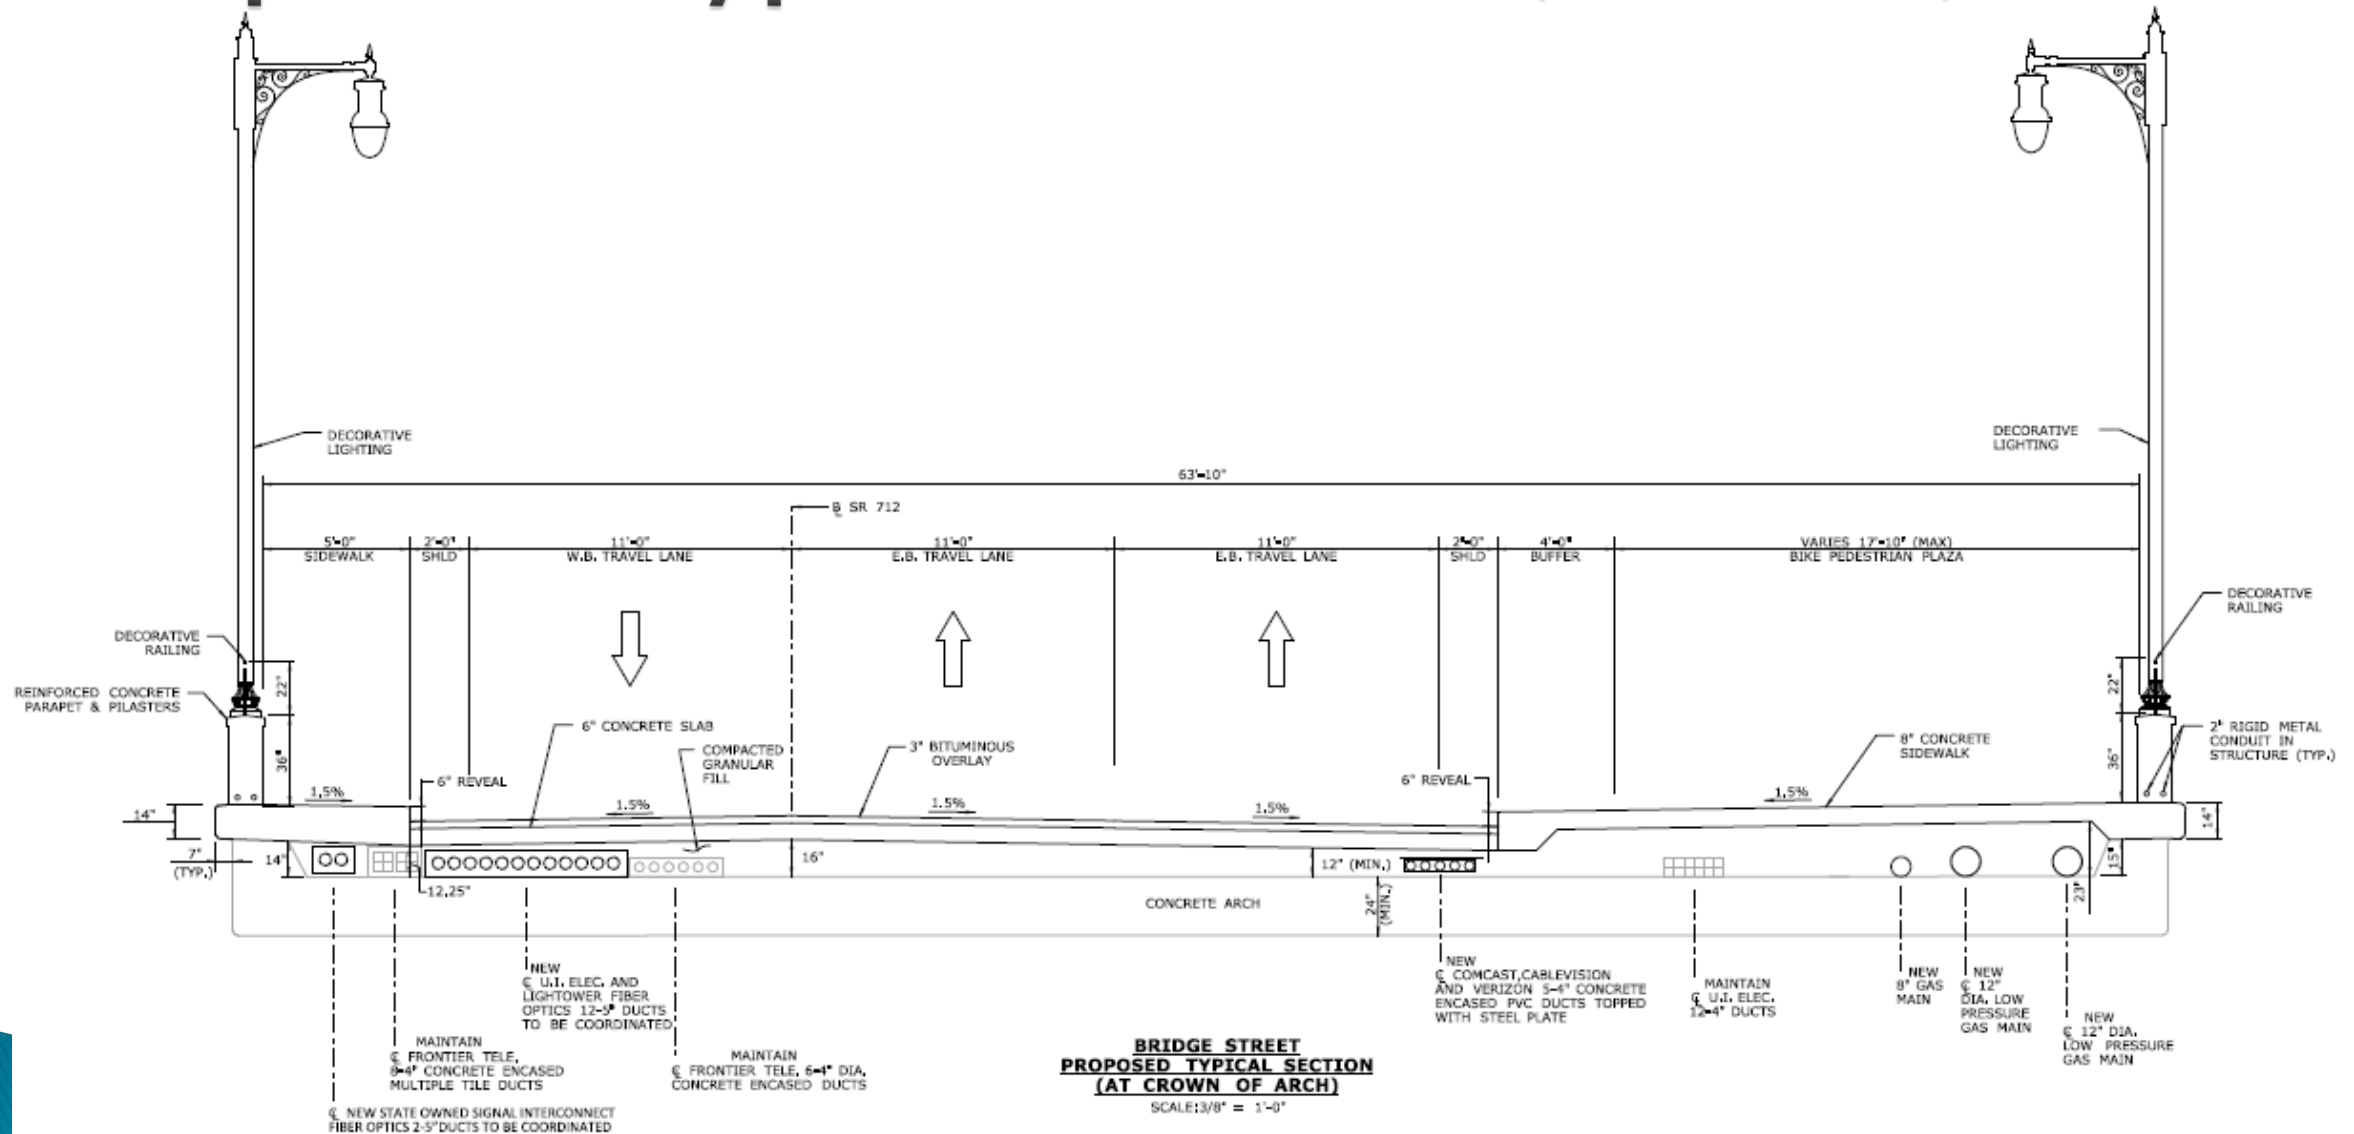 DECORATIVE
LIGHTING
DECORATIVE
LIGHTING
63'-10"
SR 712
5'-0"
SIDEWALK
2'-0"
SHLD
11'-0"
W.B. TRAVEL LANE
11'-0"
E.B. TRAVEL LANE
11'-0"
E.B. TRAVEL LANE
2'-0"
SHLD
4'-0"
BUFFER
VARIES 17'-10" (MAX)
BIKE PEDESTRIAN PLAZA
DECORATIVE
RAILING
DECORATIVE
RAILING
REINFORCED CONCRETE
PARAPET & PILASTERS
22"
36"
22"
36"
6" CONCRETE SLAB
COMPACTED
GRANULAR
FILL
3" BITUMINOUS
OVERLAY
8" CONCRETE
SIDEWALK
2" RIGID METAL
CONDUIT IN
STRUCTURE (TYP.)
6" REVEAL
6" REVEAL
1.5%
1.5%
1.5%
1.5%
1.5%
14"
14"
7"
(TYP.)
14"
12.25"
16"
12" (MIN.)
24"
(MIN.)
15"
23"
CONCRETE ARCH
NEW
℄ U.I. ELEC. AND
LIGHTOWER FIBER
OPTICS 12-5" DUCTS
TO BE COORDINATED
NEW
℄ COMCAST,CABLEVISION
AND VERIZON 5-4" CONCRETE
ENCASED PVC DUCTS TOPPED
WITH STEEL PLATE
MAINTAIN
℄ U.I. ELEC.
12-4" DUCTS
NEW
8" GAS
MAIN
NEW
℄ 12"
DIA. LOW
PRESSURE
GAS MAIN
NEW
℄ 12" DIA.
LOW PRESSURE
GAS MAIN
MAINTAIN
℄ FRONTIER TELE.
8-4" CONCRETE ENCASED
MULTIPLE TILE DUCTS
MAINTAIN
℄ FRONTIER TELE. 6-4" DIA.
CONCRETE ENCASED DUCTS
℄ NEW STATE OWNED SIGNAL INTERCONNECT
FIBER OPTICS 2-5"DUCTS TO BE COORDINATED
BRIDGE STREET
PROPOSED TYPICAL SECTION
(AT CROWN OF ARCH)
SCALE:3/8" = 1'-0"